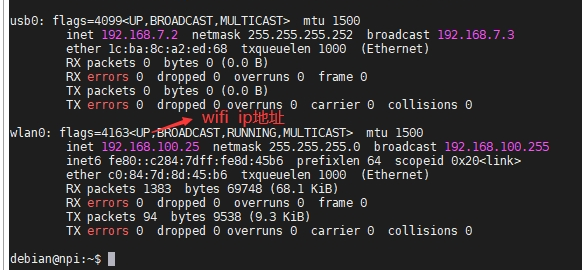 usb0: flags=4099<UP,BROADCAST,MULTICAST>  mtu 1500
        inet 192.168.7.2  netmask 255.255.255.252  broadcast 192.168.7.3
        ether 1c:ba:8c:a2:ed:68  txqueuelen 1000  (Ethernet)
        RX packets 0  bytes 0 (0.0 B)
        RX errors 0  dropped 0  overruns 0  frame 0
        TX packets 0  bytes 0 (0.0 B)
        TX errors 0  dropped 0 overruns 0  carrier 0  collisions 0
wifi ip地址
wlan0: flags=4163<UP,BROADCAST,RUNNING,MULTICAST>  mtu 1500
        inet 192.168.100.25  netmask 255.255.255.0  broadcast 192.168.100.255
        inet6 fe80::c284:7dff:fe8d:45b6  prefixlen 64  scopeid 0x20<link>
        ether c0:84:7d:8d:45:b6  txqueuelen 1000  (Ethernet)
        RX packets 1383  bytes 69748 (68.1 KiB)
        RX errors 0  dropped 0  overruns 0  frame 0
        TX packets 94  bytes 9538 (9.3 KiB)
        TX errors 0  dropped 0 overruns 0  carrier 0  collisions 0
debian@npi:~$